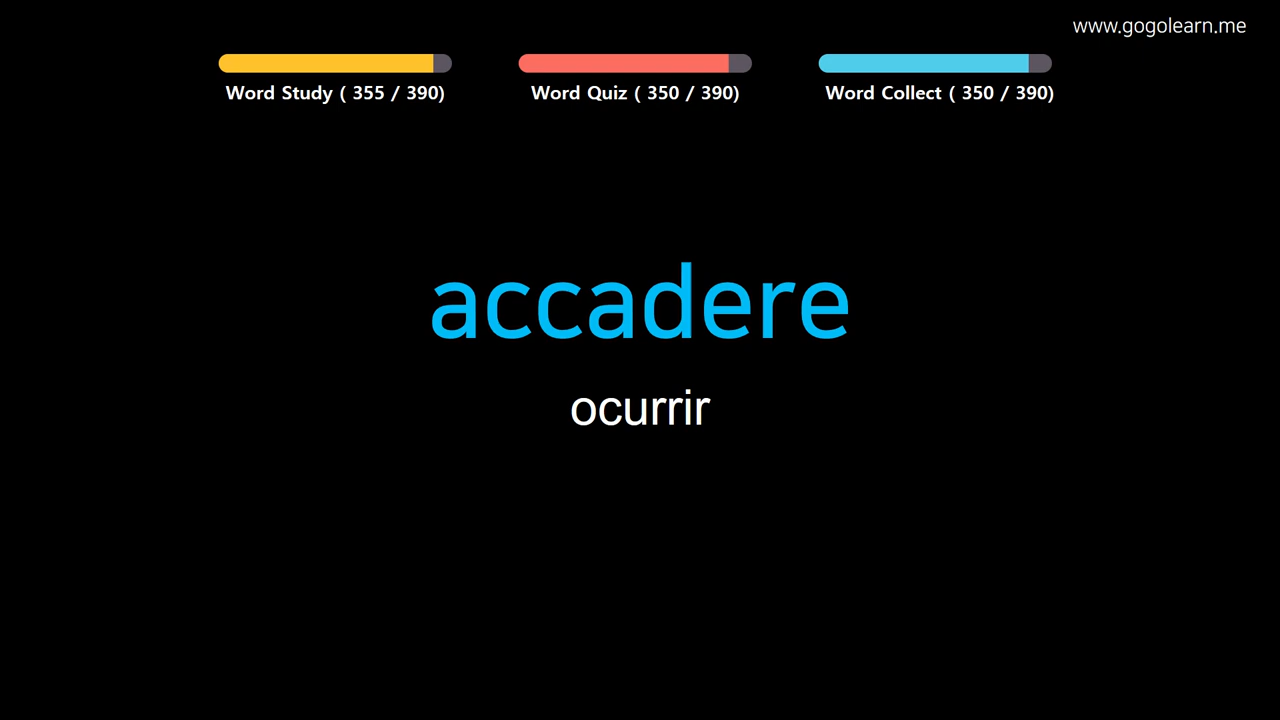 www.gogolearn.me
Word Study ( 355 / 390)
Word Quiz ( 350 / 390)
Word Collect ( 350 / 390)
accadere
ocurrir